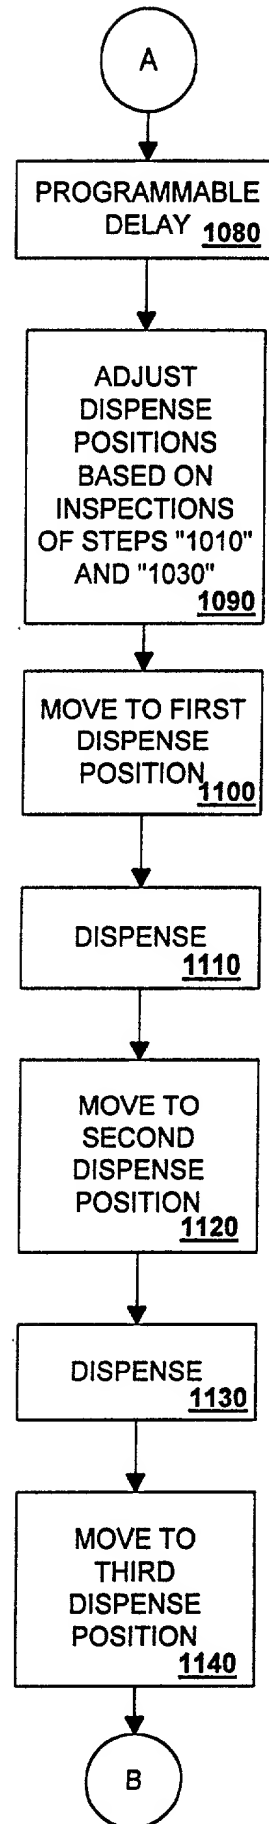 A
PROGRAMMABLE
DELAY 1080
ADJUST
DISPENSE
POSITIONS
BASED ON
INSPECTIONS
OF STEPS "1010"
AND "1030"
1090
MOVE TO FIRST
DISPENSE
POSITION
1100
DISPENSE
1110
MOVE TO
SECOND
DISPENSE
POSITION
1120
DISPENSE
1130
MOVE TO
THIRD
DISPENSE
POSITION
1140
B